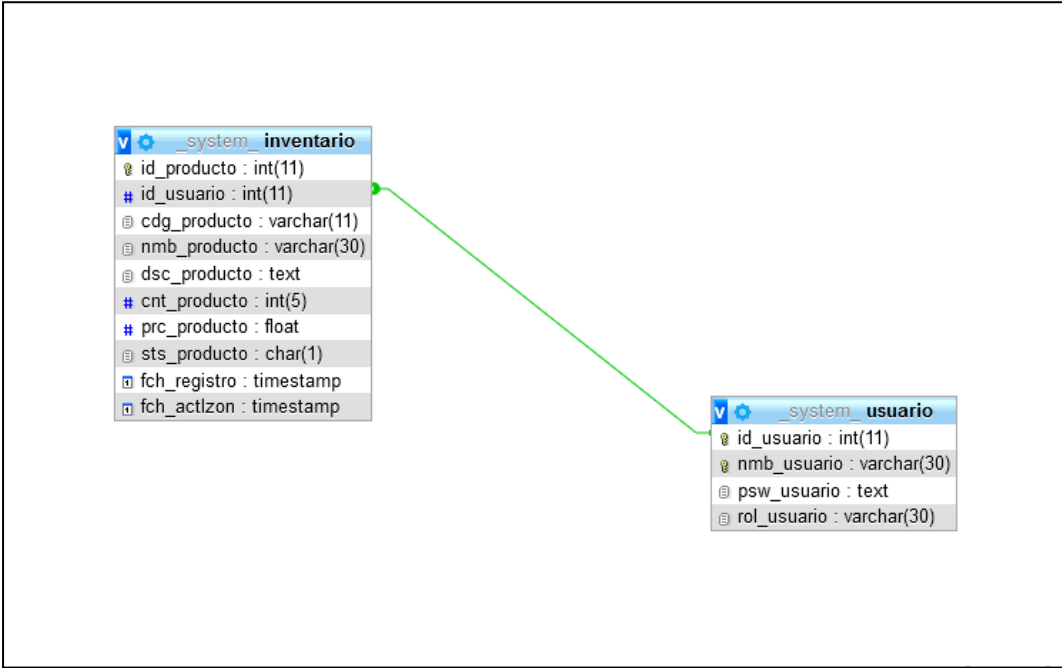 v _system_ inventario
id_producto : int(11)
# id_usuario : int(11)
cdg_producto : varchar(11)
nmb_producto : varchar(30)
dsc_producto : text
# cnt_producto : int(5)
# prc_producto : float
sts_producto : char(1)
fch_registro : timestamp
fch_actlzon : timestamp
v _system_ usuario
id_usuario : int(11)
nmb_usuario : varchar(30)
psw_usuario : text
rol_usuario : varchar(30)